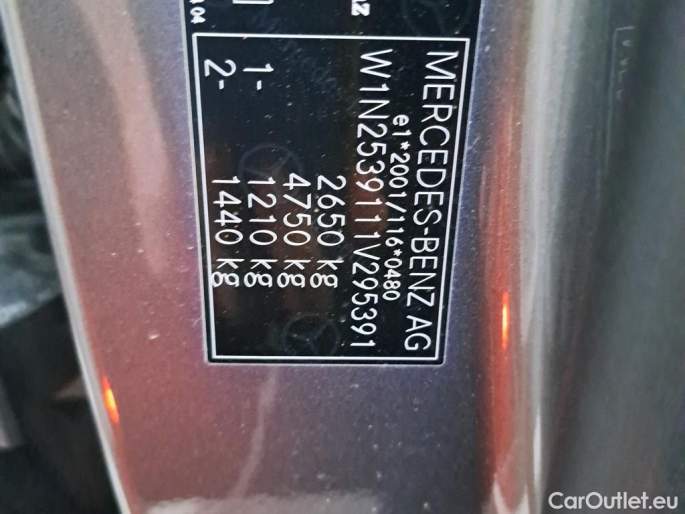 MERCEDES-BENZ AG
e1*2001/116*0480
W1N2539111V295391
2650 kg
4750 kg
1- 1210 kg
2- 1440 kg
CarOutlet.eu